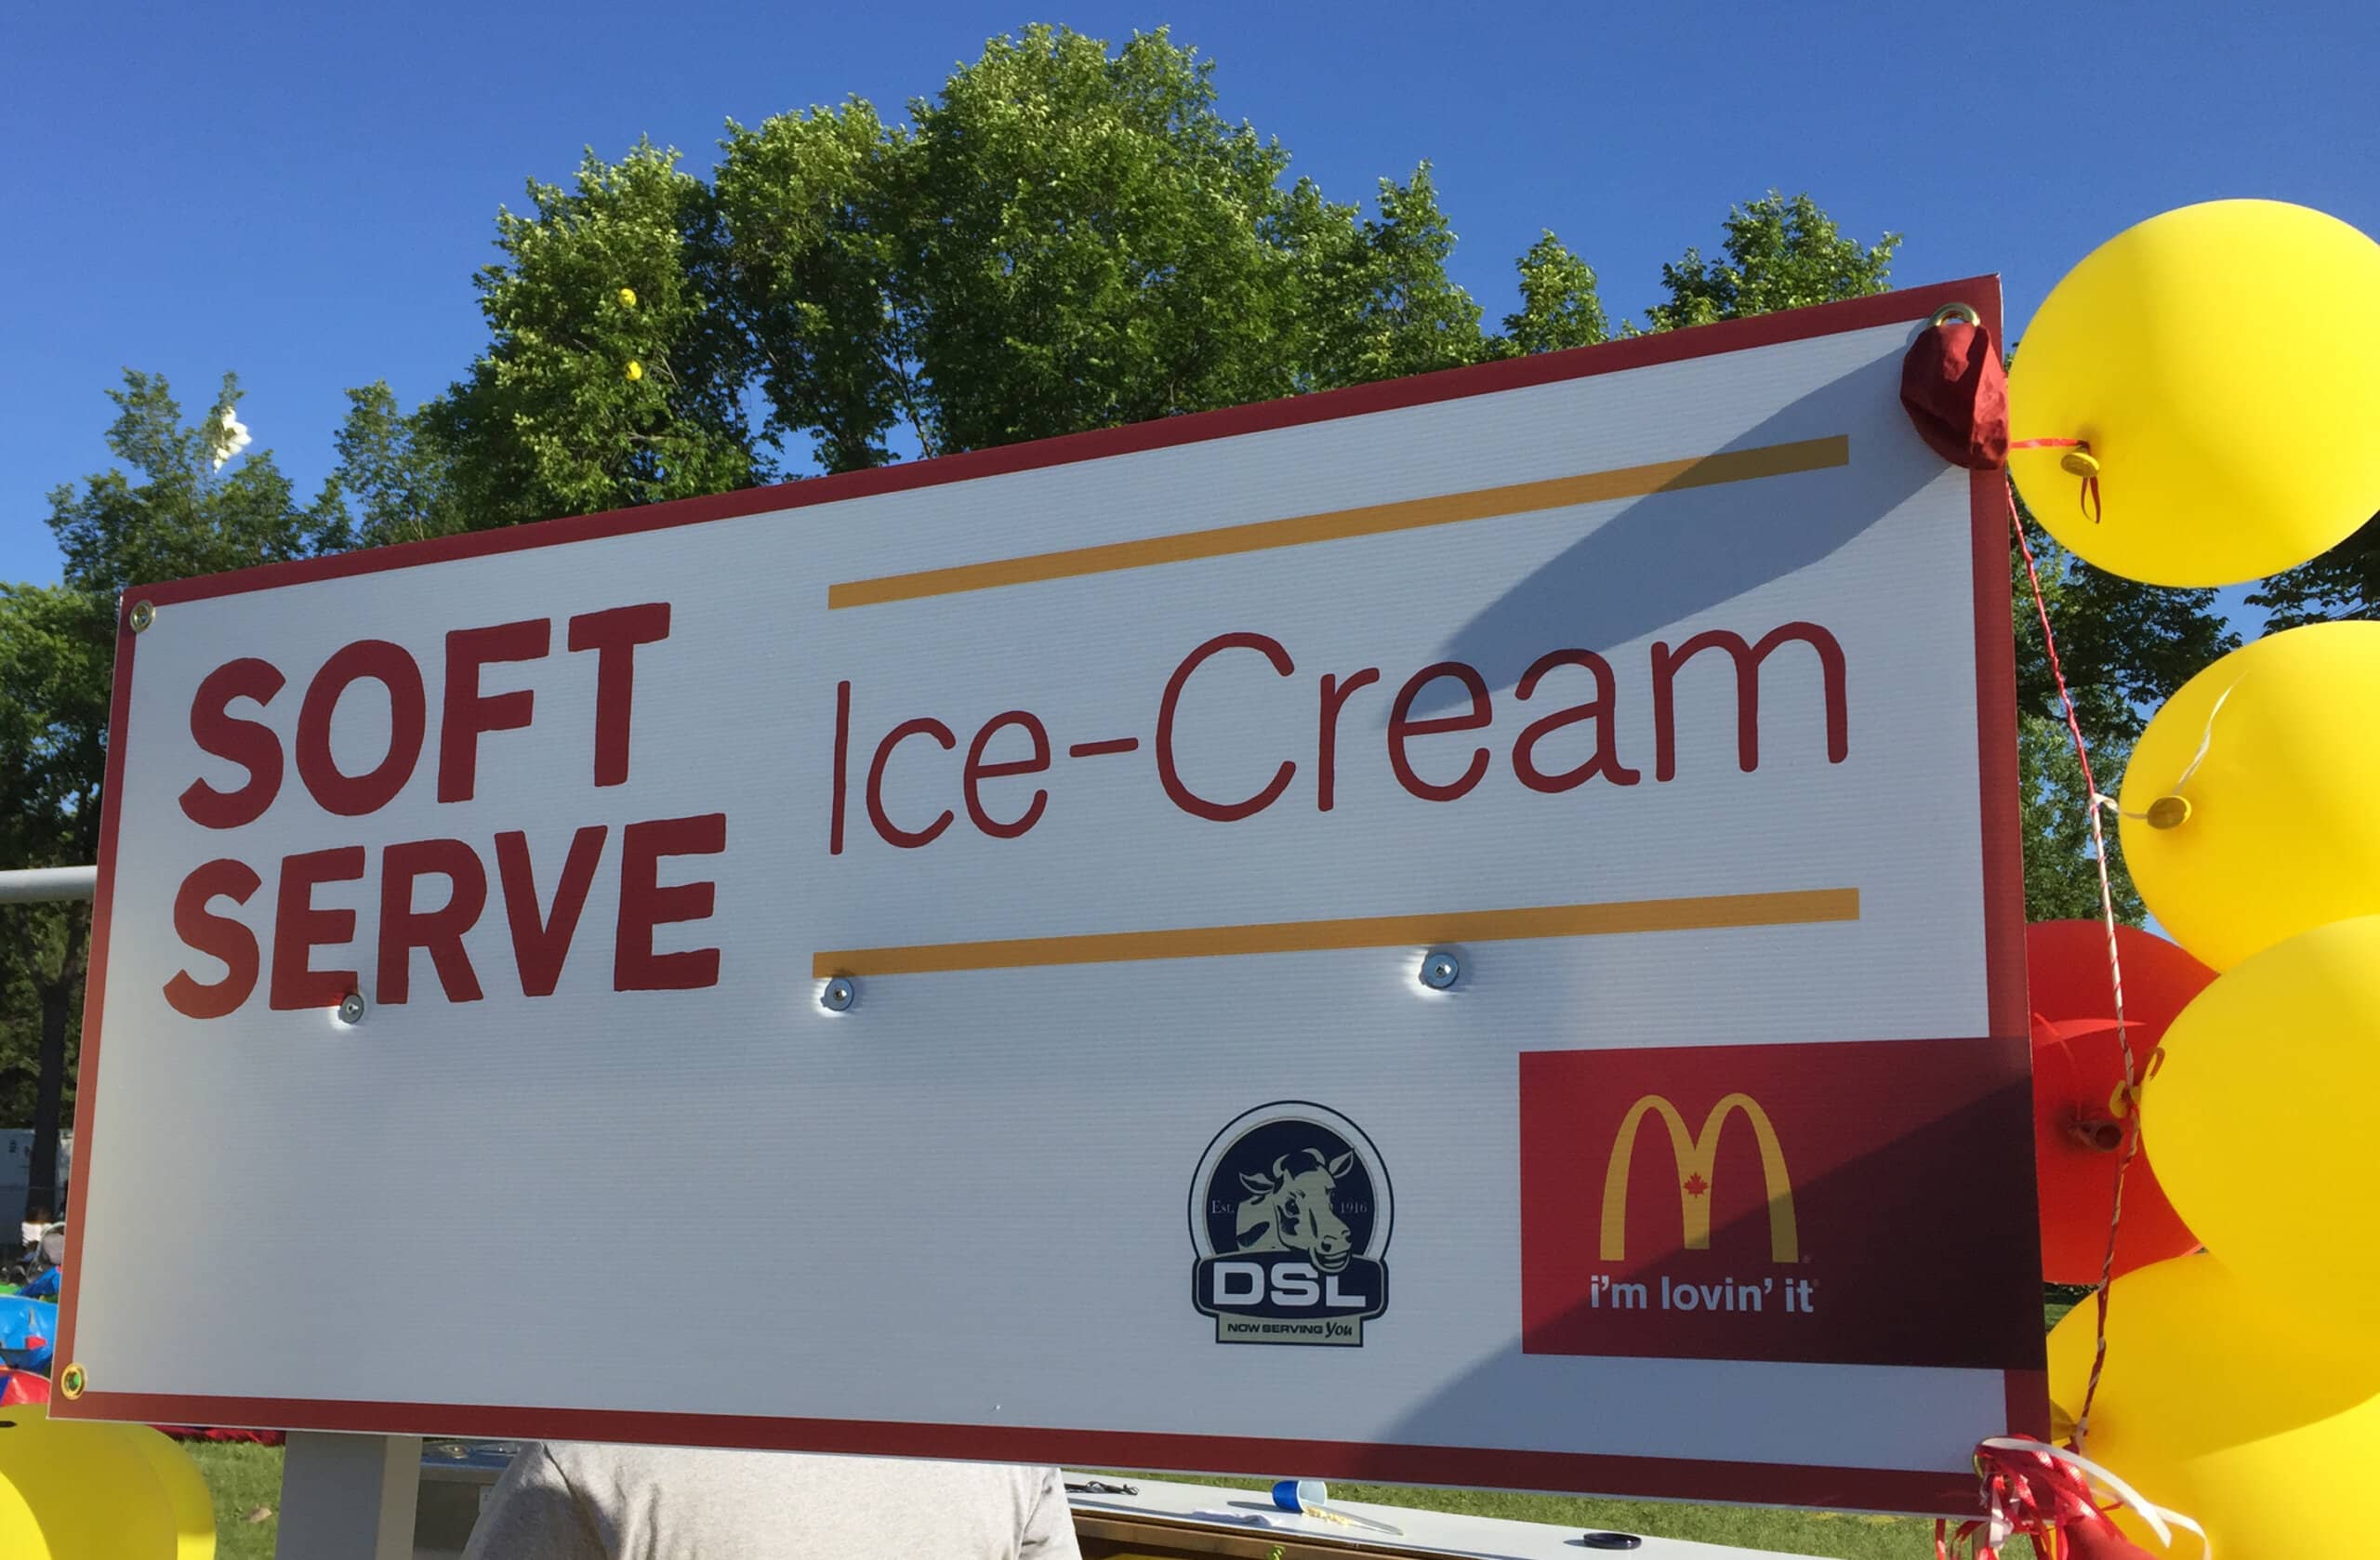 SOFT
SERVE
Ice-Cream
Est. 1916
DSL
NOW SERVING You
i'm lovin' it